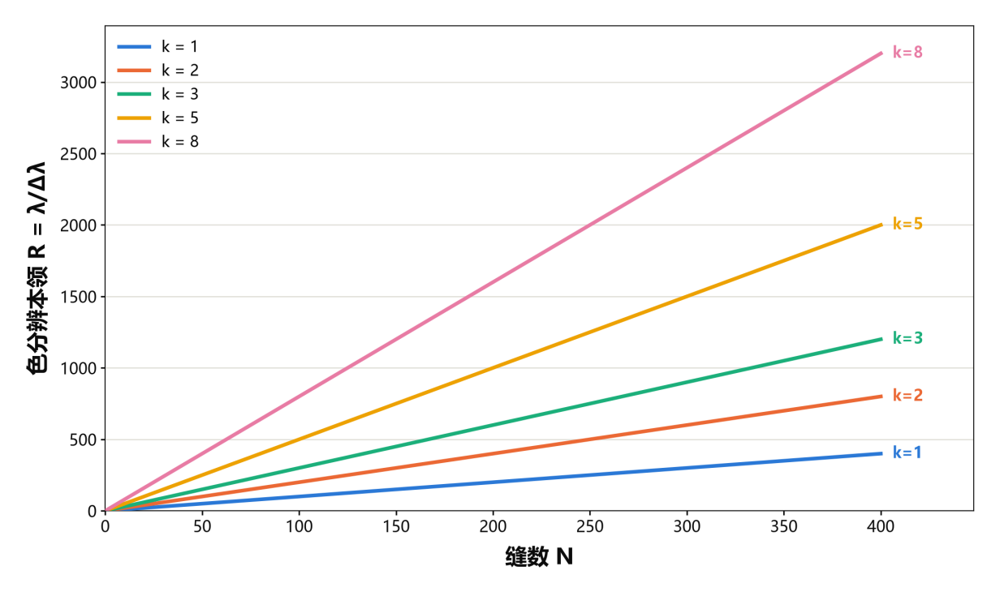 k = 1
k = 2
k = 3
k = 5
k = 8
k=8
k=5
k=3
k=2
k=1
色分辨本领 R = λ/Δλ
3000
2500
2000
1500
1000
500
0
0 50 100 150 200 250 300 350 400
缝数 N